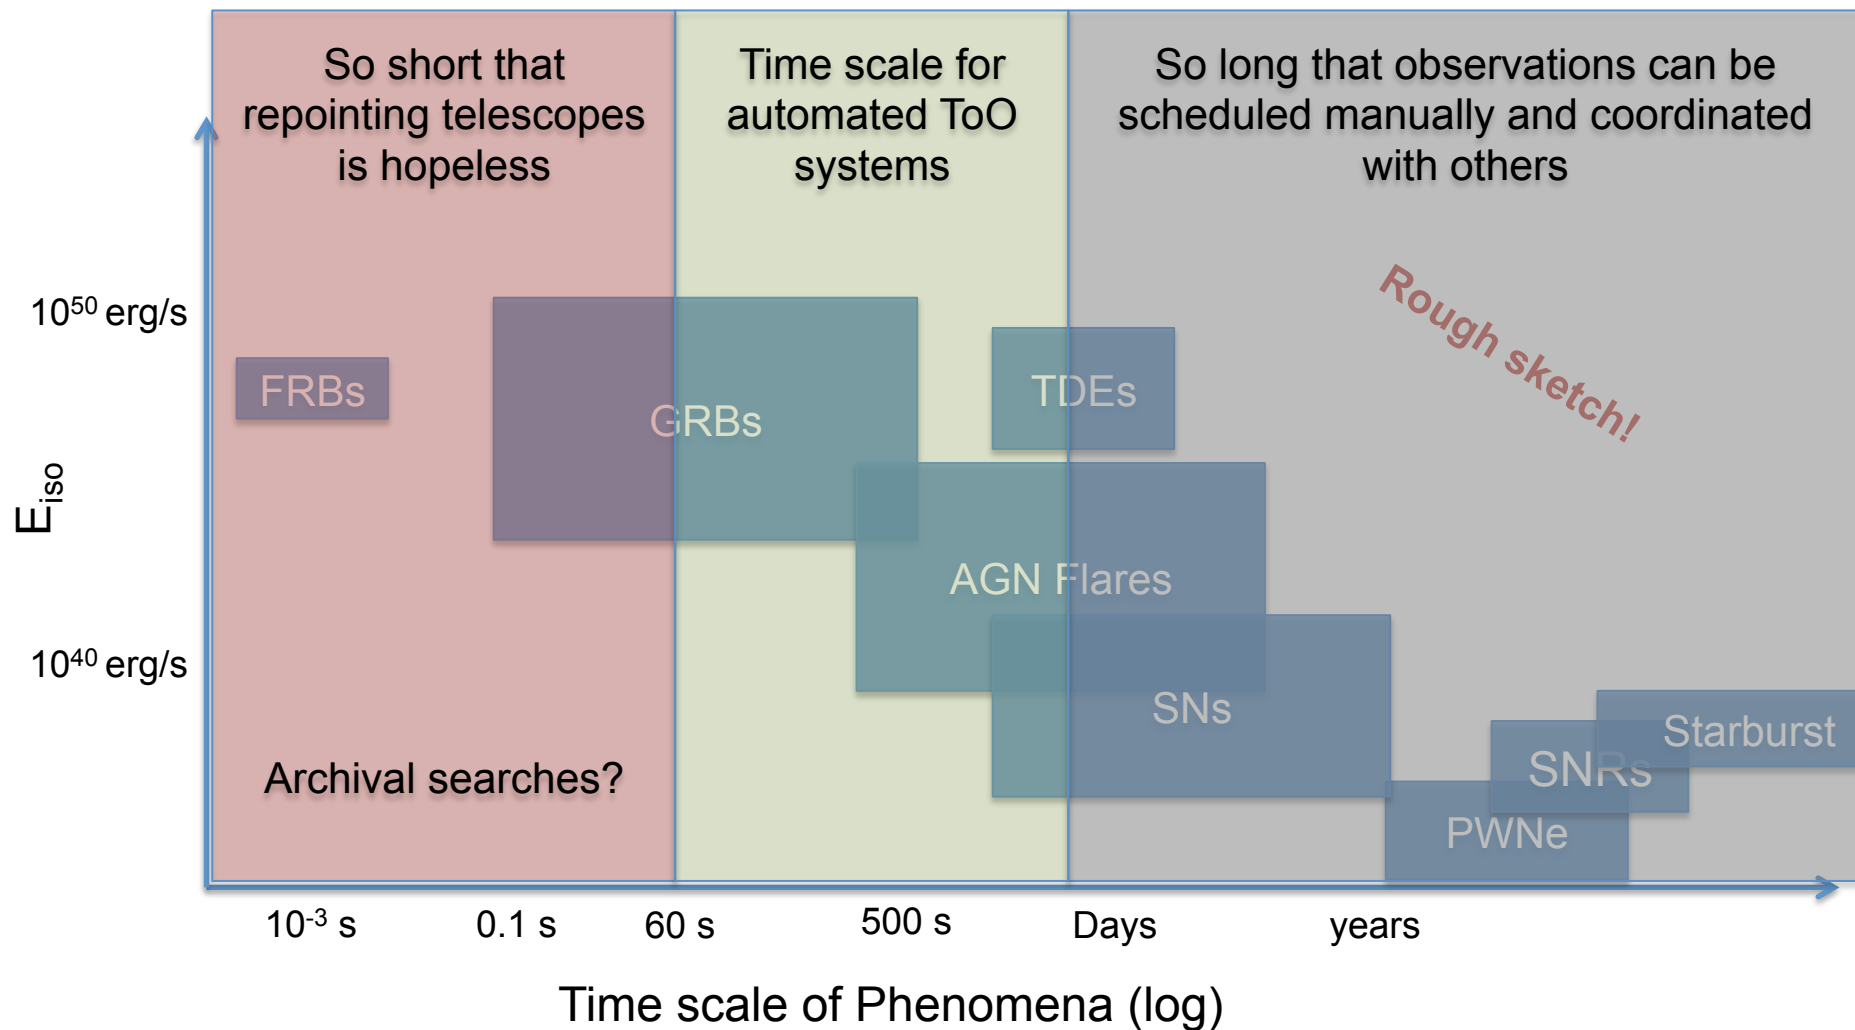 So short that
repointing telescopes
is hopeless
Time scale for
automated ToO
systems
So long that observations can be
scheduled manually and coordinated
with others
Rough sketch!
10⁵⁰ erg/s
FRBs
GRBs
TDEs
E_iso
AGN Flares
10⁴⁰ erg/s
SNs
Starburst
SNRs
PWNe
Archival searches?
10⁻³ s
0.1 s
60 s
500 s
Days
years
Time scale of Phenomena (log)